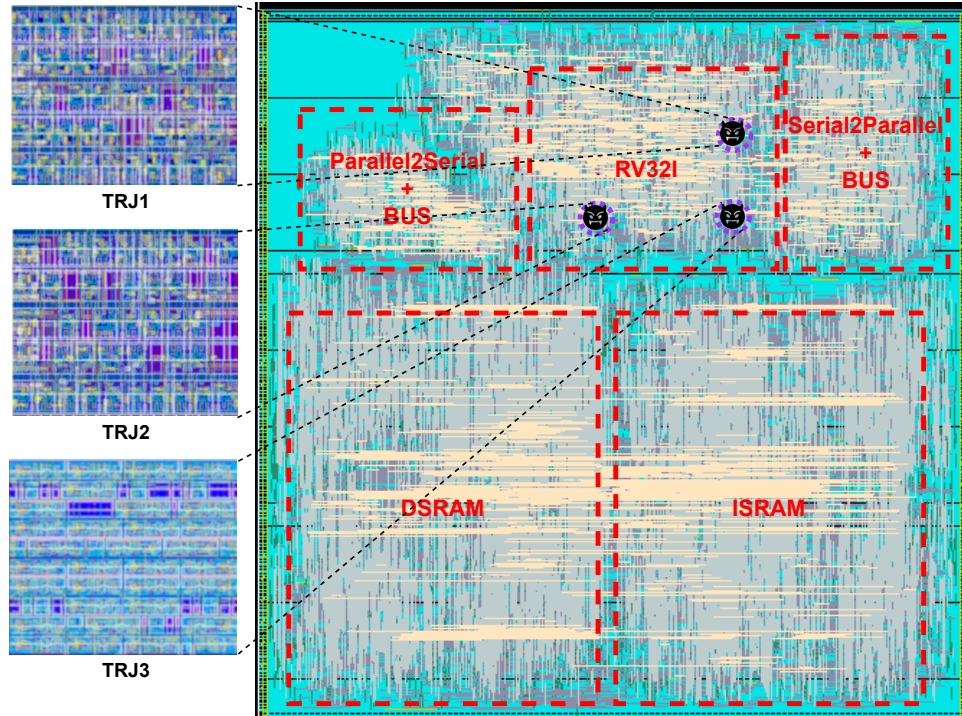 TRJ1
TRJ2
TRJ3
Parallel2Serial
+
BUS
RV32I
Serial2Parallel
+
BUS
DSRAM
ISRAM